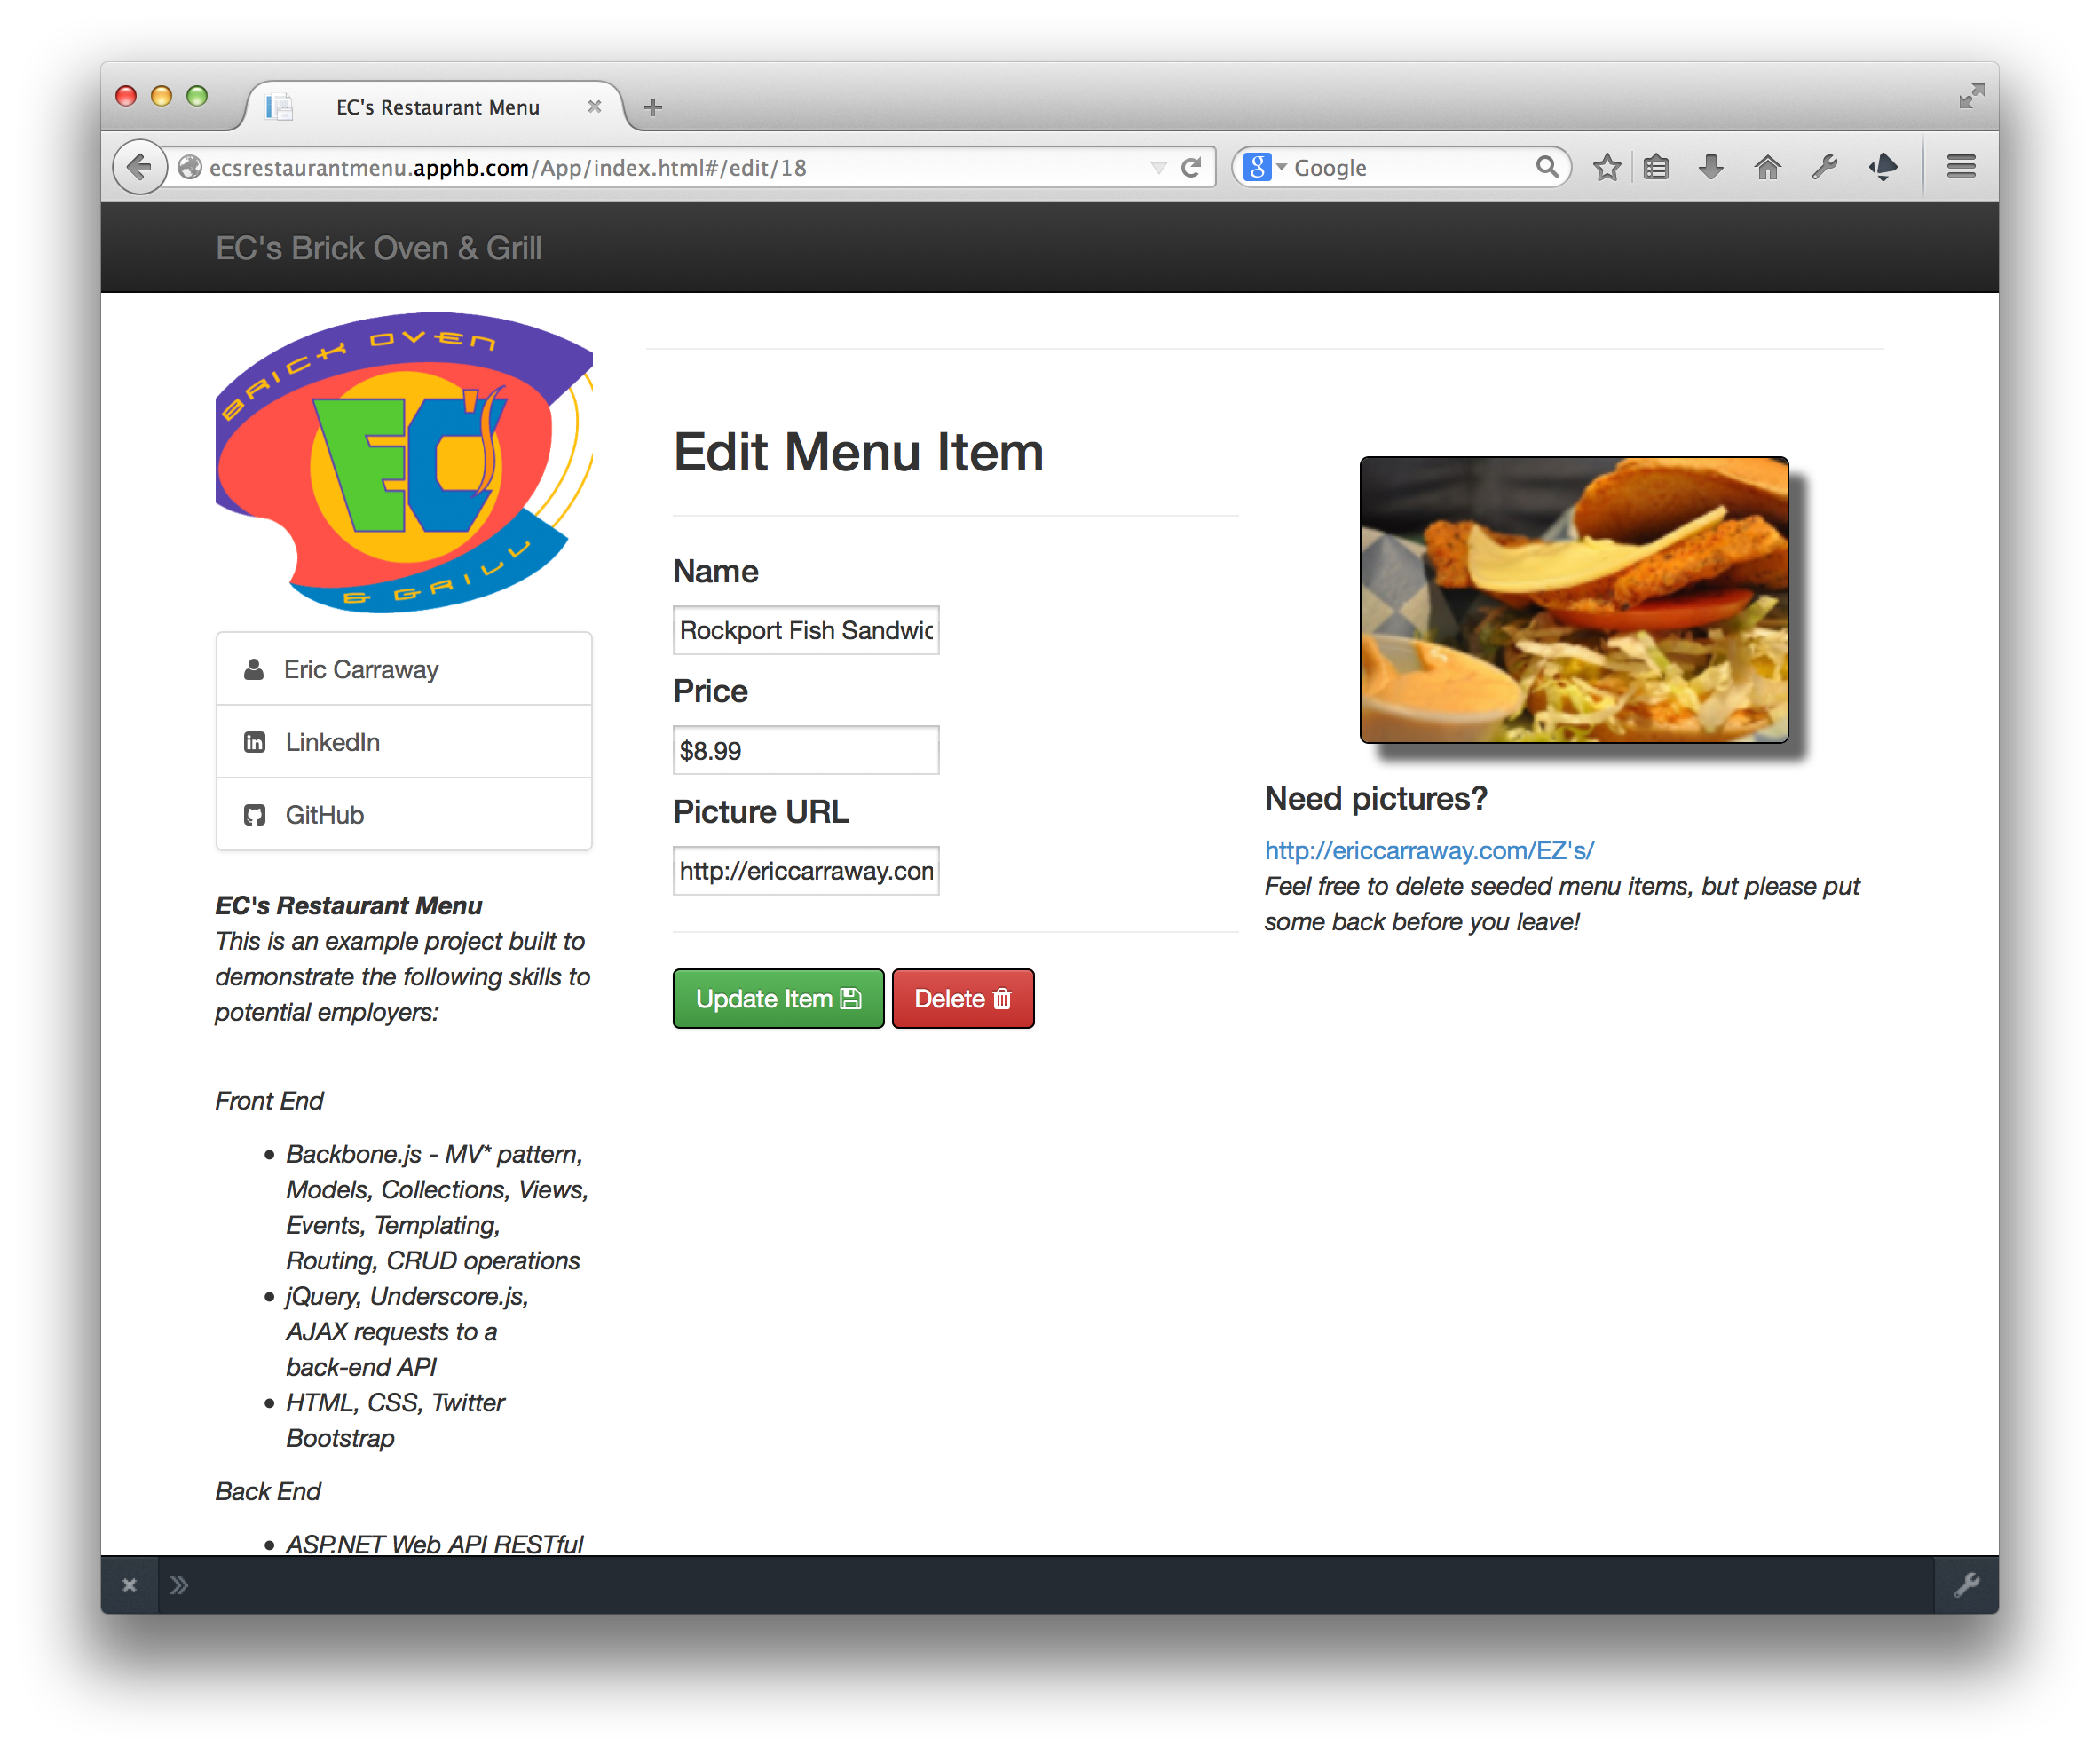 EC's Restaurant Menu
ecsrestaurantmenu.apphb.com/App/index.html#/edit/18
Google
EC's Brick Oven & Grill
BRICK OVEN
EC's
& GRILL
Eric Carraway
LinkedIn
GitHub
EC's Restaurant Menu
This is an example project built to
demonstrate the following skills to
potential employers:
Front End
Backbone.js - MV* pattern,
Models, Collections, Views,
Events, Templating,
Routing, CRUD operations
jQuery, Underscore.js,
AJAX requests to a
back-end API
HTML, CSS, Twitter
Bootstrap
Back End
ASP.NET Web API RESTful
Edit Menu Item
Name
Rockport Fish Sandwic
Price
$8.99
Picture URL
http://ericcarraway.com
Update Item
Delete
Need pictures?
http://ericcarraway.com/EZ's/
Feel free to delete seeded menu items, but please put
some back before you leave!